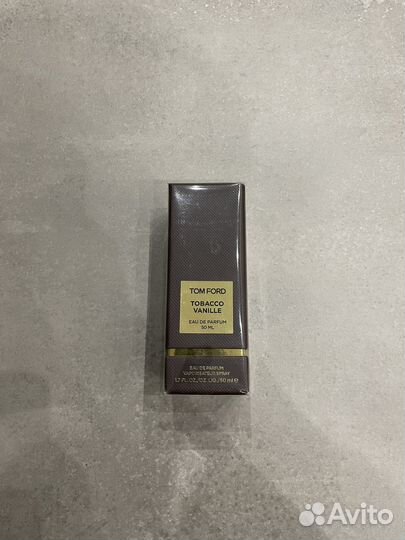 TOM FORD
TOBACCO
VANILLE
EAU DE PARFUM
50 ML
EAU DE PARFUM
VAPORISATEUR SPRAY
1.7 FL.OZ./OZ. LIQ./50 ml e
Avito